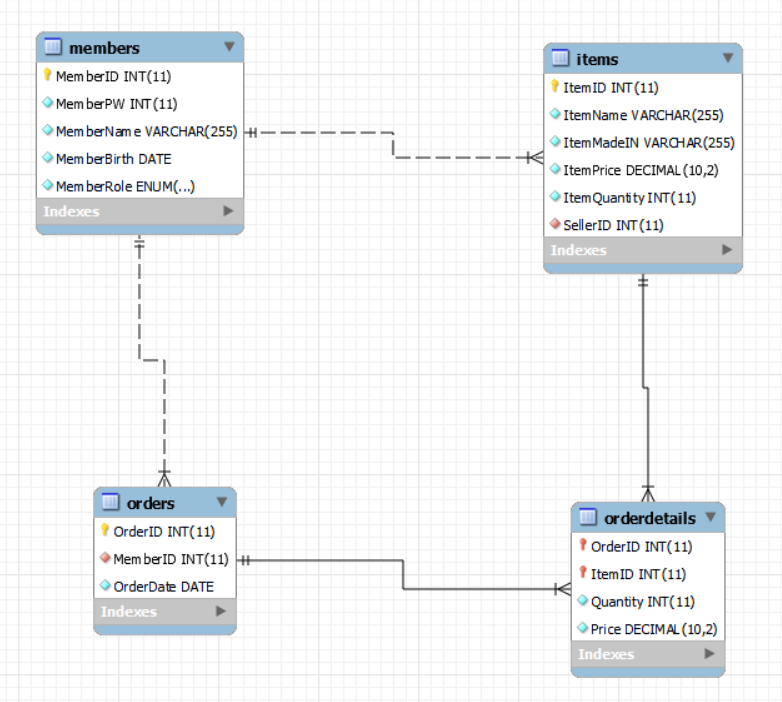 members
MemberID INT(11)
MemberPW INT(11)
MemberName VARCHAR(255)
MemberBirth DATE
MemberRole ENUM(...)
Indexes
items
ItemID INT(11)
ItemName VARCHAR(255)
ItemMadeIN VARCHAR(255)
ItemPrice DECIMAL(10,2)
ItemQuantity INT(11)
SellerID INT(11)
Indexes
orders
OrderID INT(11)
MemberID INT(11)
OrderDate DATE
Indexes
orderdetails
OrderID INT(11)
ItemID INT(11)
Quantity INT(11)
Price DECIMAL(10,2)
Indexes